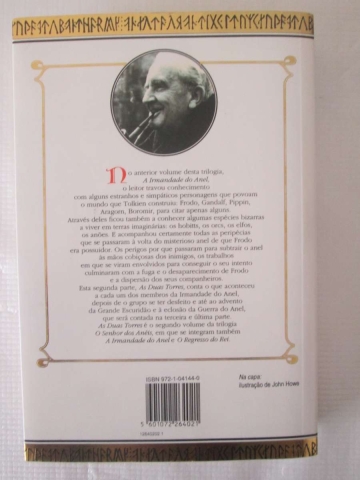 No anterior volume desta trilogia,
A Irmandade do Anel,
o leitor travou conhecimento
com alguns estranhos e simpáticos personagens que povoam
o mundo que Tolkien construiu: Frodo, Gandalf, Pippin,
Aragorn, Boromir, para citar apenas alguns.
Através deles ficou também a conhecer algumas espécies bizarras
a viver em terras imaginárias: os hobbits, os orcs, os elfos,
os anões. E acompanhou certamente todas as peripécias
que se passaram à volta do misterioso anel de que Frodo
era possuidor. Os perigos por que passaram para subtrair o anel
às mãos cobiçosas dos inimigos, os trabalhos
em que se viram envolvidos para conseguir o seu intento
culminaram com a fuga e o desaparecimento de Frodo
e a dispersão dos seus companheiros.
Esta segunda parte, As Duas Torres, conta o que aconteceu
a cada um dos membros da Irmandade do Anel,
depois de o grupo se ter desfeito e até ao advento
da Grande Escuridão e à eclosão da Guerra do Anel,
que será contada na terceira e última parte.
As Duas Torres é o segundo volume da trilogia
O Senhor dos Anéis, em que se integram também
A Irmandade do Anel e O Regresso do Rei.
Na capa:
ilustração de John Howe
ISBN 972-1-04144-0
5601072264021